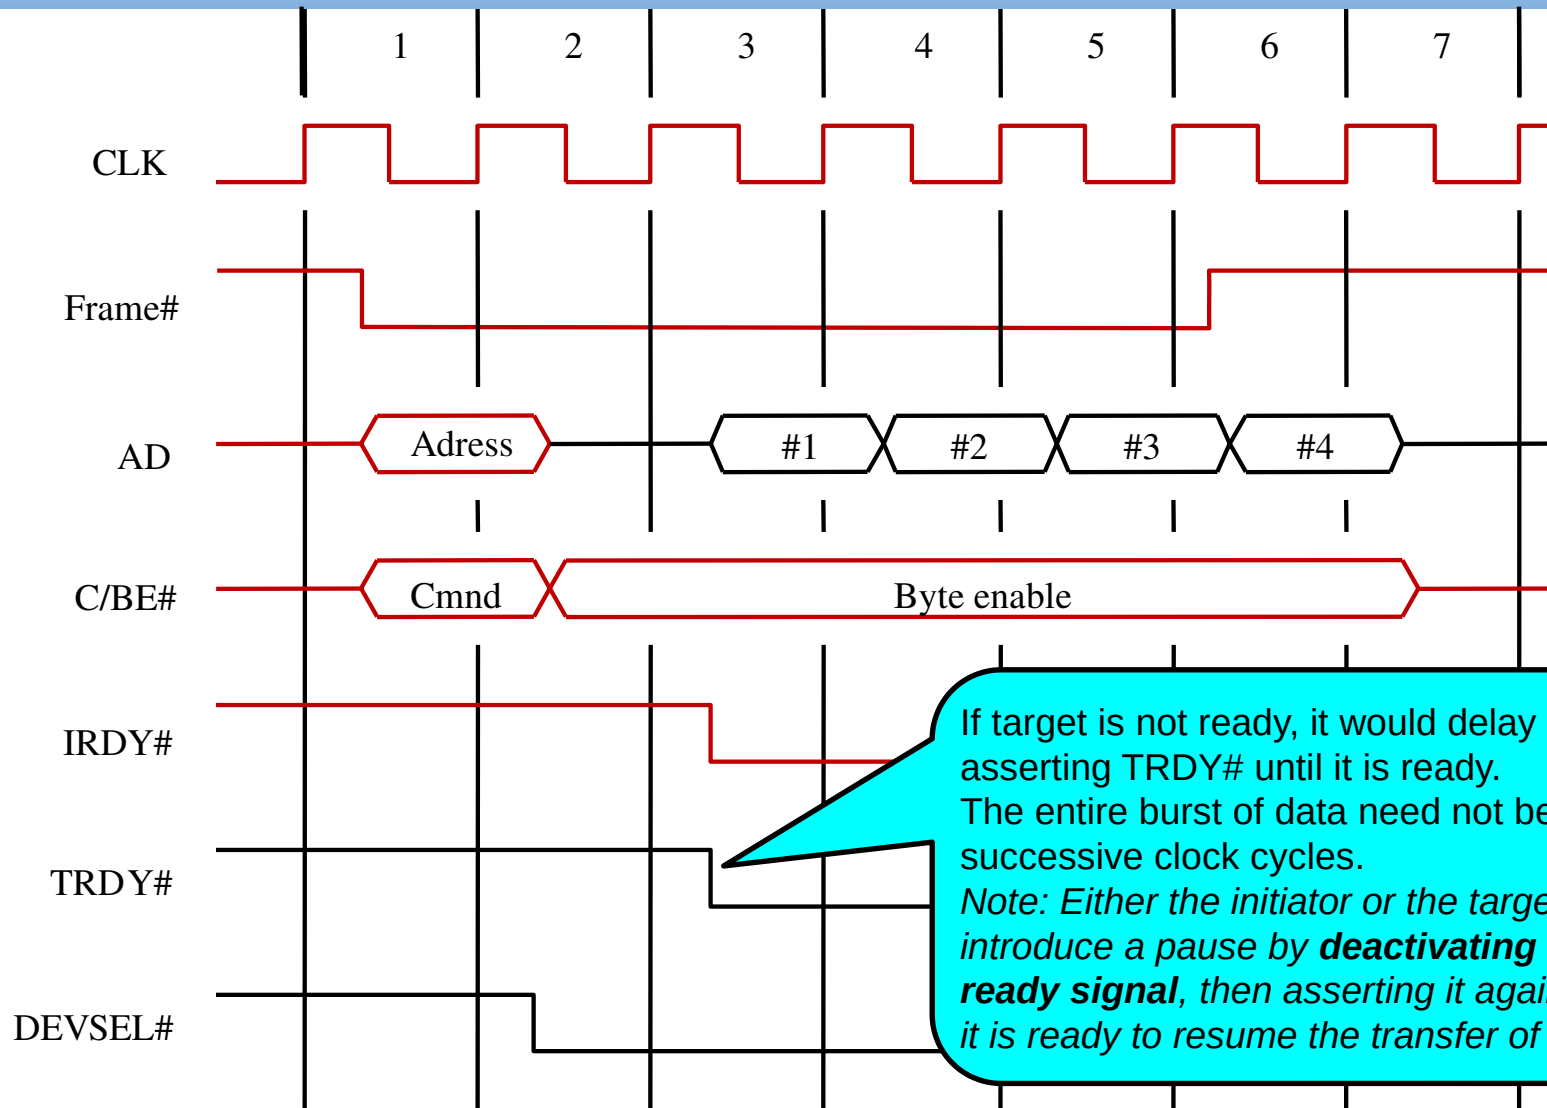 1 2 3 4 5 6 7
CLK
Frame#
AD Adress #1 #2 #3 #4
C/BE# Cmnd Byte enable
IRDY#
TRDY#
DEVSEL#
If target is not ready, it would delay
asserting TRDY# until it is ready.
The entire burst of data need not be
successive clock cycles.
Note: Either the initiator or the targe
introduce a pause by deactivating
ready signal, then asserting it agai
it is ready to resume the transfer of